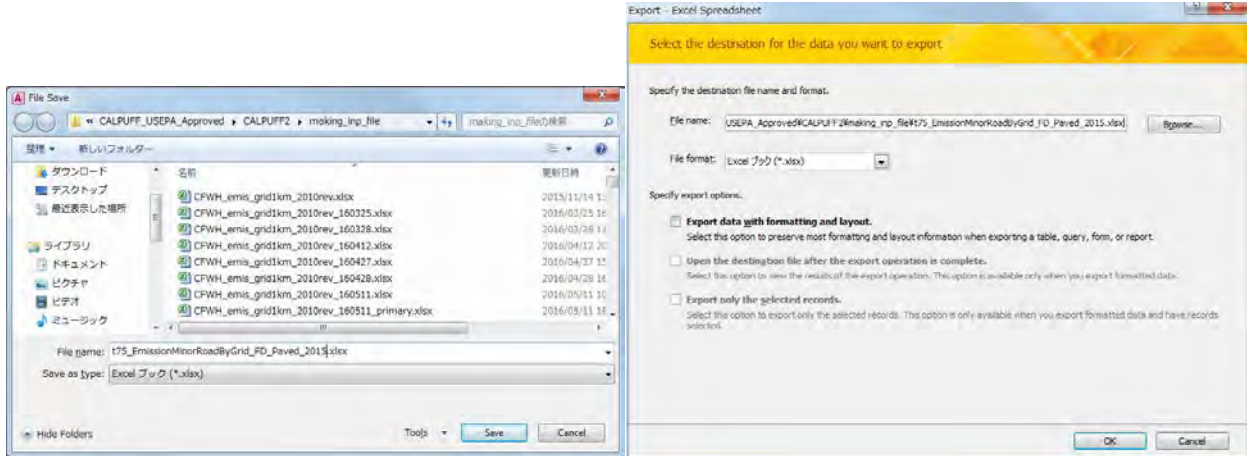 File Save
« CALPUFF_USEPA_Approved ▸ CALPUFF2 ▸ making_inp_file
making_inp_fileの検索
整理 新しいフォルダー
ダウンロード
デスクトップ
最近表示した場所
ライブラリ
ドキュメント
ピクチャ
ビデオ
ミュージック
名前 更新日時
CFWH_emis_grid1km_2010rev.xlsx 2015/11/14 1
CFWH_emis_grid1km_2010rev_160325.xlsx 2016/03/25 16
CFWH_emis_grid1km_2010rev_160328.xlsx 2016/03/28
CFWH_emis_grid1km_2010rev_160412.xlsx 2016/04/12 20
CFWH_emis_grid1km_2010rev_160427.xlsx 2016/04/27 15
CFWH_emis_grid1km_2010rev_160428.xlsx 2016/04/28 16
CFWH_emis_grid1km_2010rev_160511.xlsx 2016/05/11 10
CFWH_emis_grid1km_2010rev_160511_primary.xlsx 2016/05/11 18
File name: t75_EmissionMinorRoadByGrid_FD_Paved_2015.xlsx
Save as type: Excel ブック (*.xlsx)
Hide Folders Tools Save Cancel
Export - Excel Spreadsheet
Select the destination for the data you want to export
Specify the destination file name and format.
File name: USEPA_Approved¥CALPUFF2¥making_inp_file¥t75_EmissionMinorRoadByGrid_FD_Paved_2015.xlsx Browse...
File format: Excel ブック (*.xlsx)
Specify export options.
Export data with formatting and layout.
Select this option to preserve most formatting and layout information when exporting a table, query, form, or report.
Open the destination file after the export operation is complete.
Select this option to view the results of the export operation. This option is available only when you export formatted data.
Export only the selected records.
Select this option to export only the selected records. This option is only available when you export formatted data and have records
selected.
OK Cancel